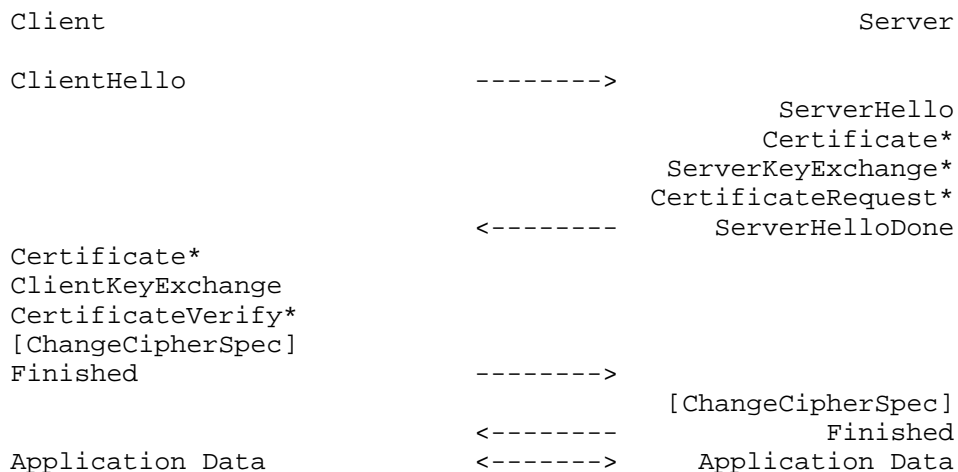 Client                                               Server

ClientHello                  -------->
                                                ServerHello
                                               Certificate*
                                         ServerKeyExchange*
                                        CertificateRequest*
                             <--------      ServerHelloDone
Certificate*
ClientKeyExchange
CertificateVerify*
[ChangeCipherSpec]
Finished                     -------->
                                         [ChangeCipherSpec]
                             <--------             Finished
Application Data             <------->     Application Data